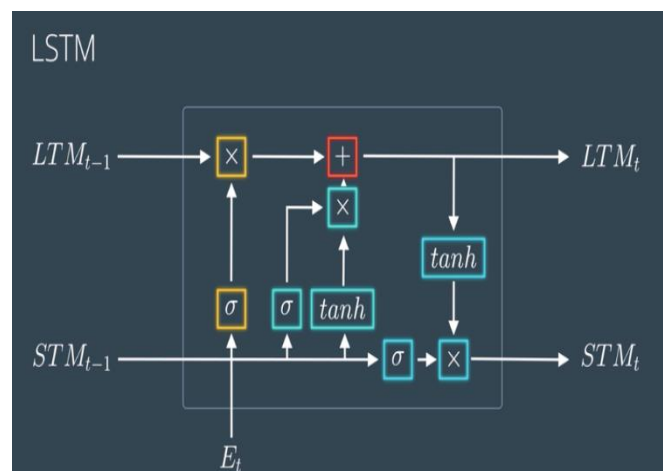 LSTM
LTM_{t-1} × + LTM_t
×
tanh
σ σ tanh
STM_{t-1} σ × STM_t
E_t